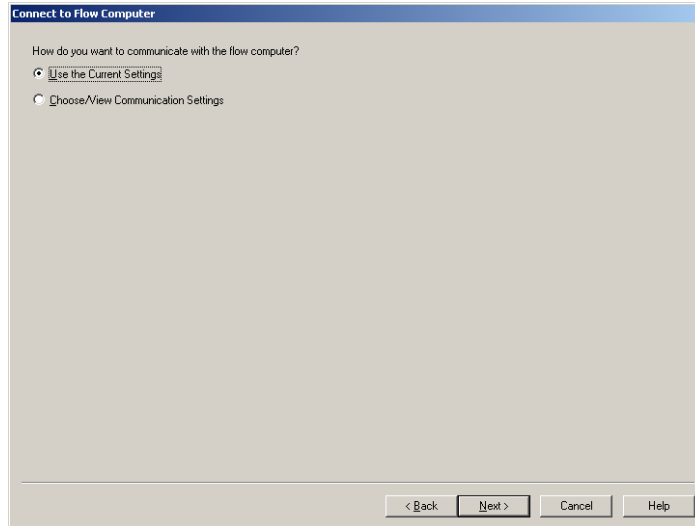 Connect to Flow Computer
How do you want to communicate with the flow computer?
Use the Current Settings
Choose/View Communication Settings
< Back Next > Cancel Help